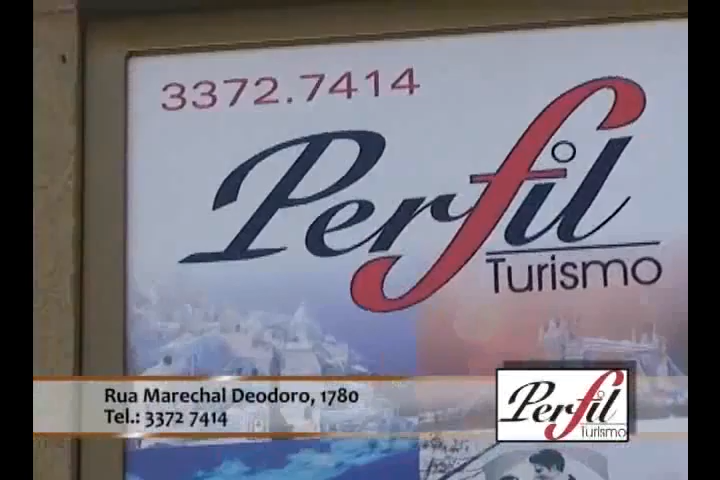 3372.7414
Perfil
Turismo
Rua Marechal Deodoro, 1780
Tel.: 3372 7414
Perfil
Turismo